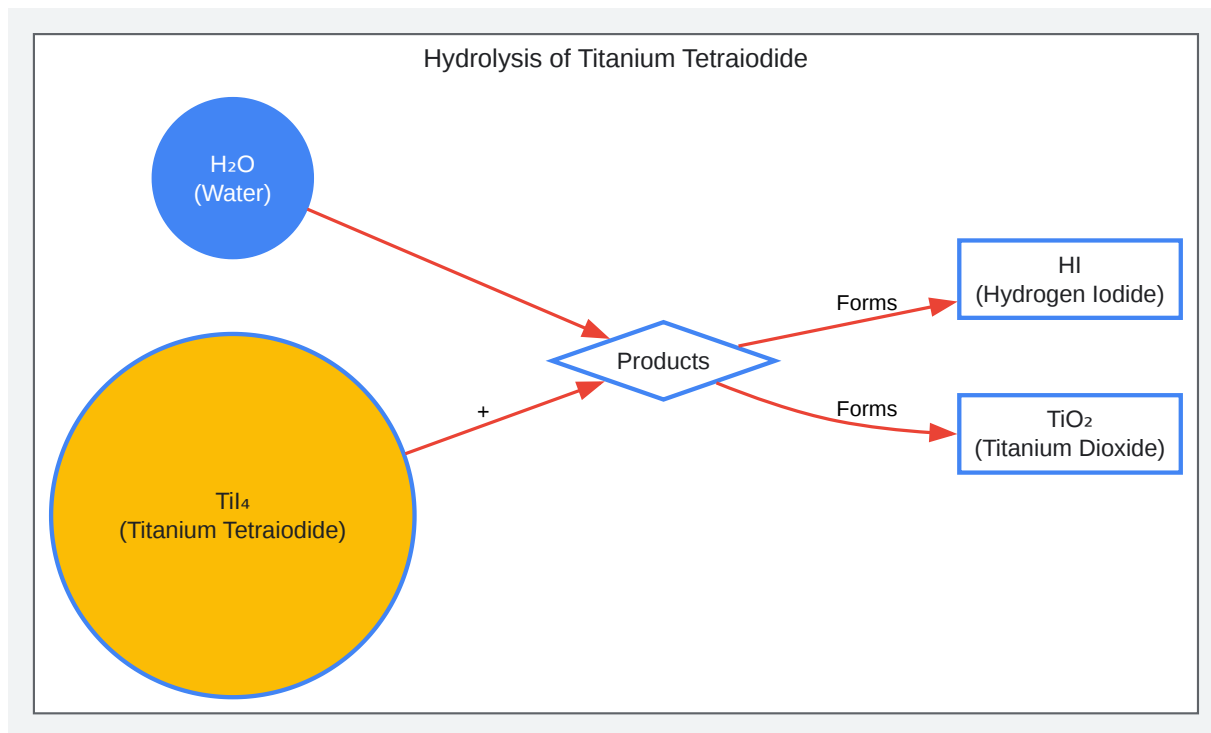 Hydrolysis of Titanium Tetraiodide
H₂O
(Water)
HI
(Hydrogen Iodide)
Forms
Products
+
Forms
TiO₂
(Titanium Dioxide)
TiI₄
(Titanium Tetraiodide)